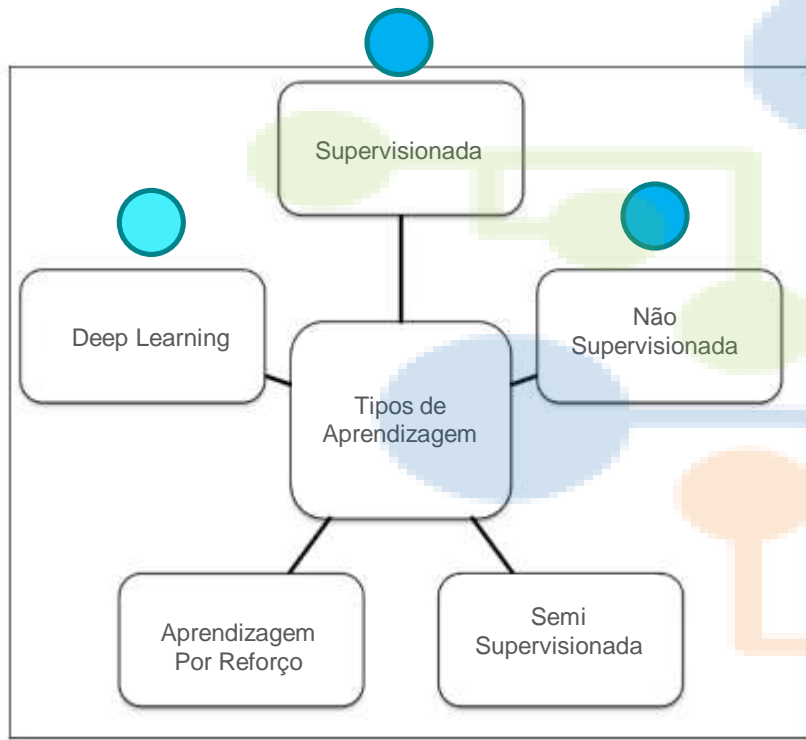 Supervisionada
Deep Learning
Não
Supervisionada
Tipos de
Aprendizagem
Aprendizagem
Por Reforço
Semi
Supervisionada